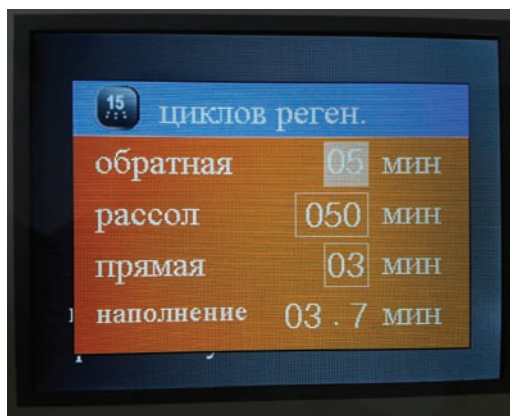 15
циклов реген.
обратная 05 мин
рассол 050 мин
прямая 03 мин
наполнение 03.7 мин